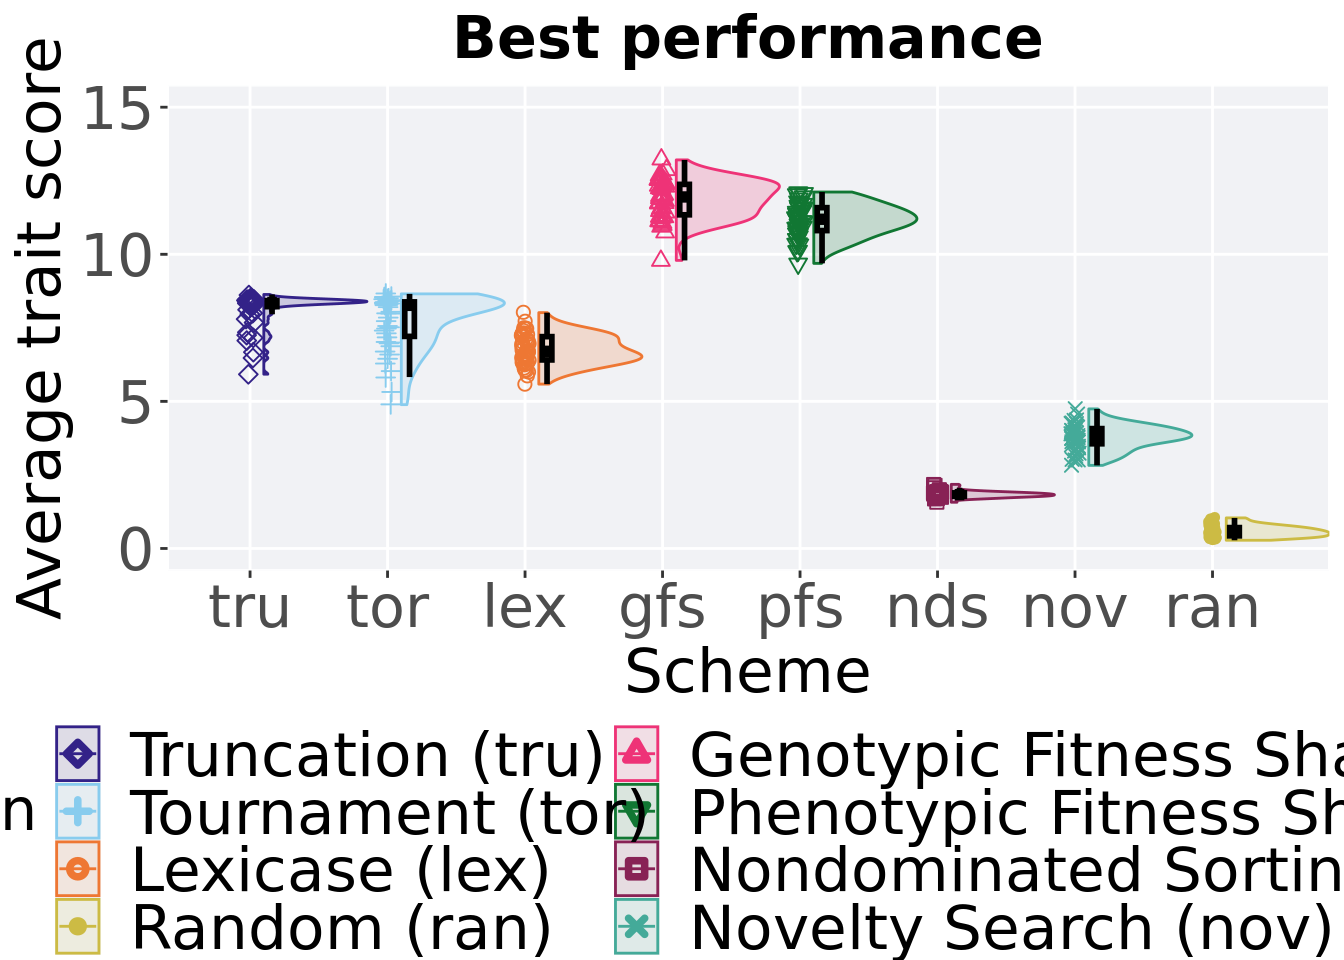 Best performance
Average trait score
15
10
5
0
tru tor lex gfs pfs nds nov ran
Scheme
n
Truncation (tru)
Tournament (tor)
Lexicase (lex)
Random (ran)
Genotypic Fitness Sha
Phenotypic Fitness Sh
Nondominated Sortin
Novelty Search (nov)